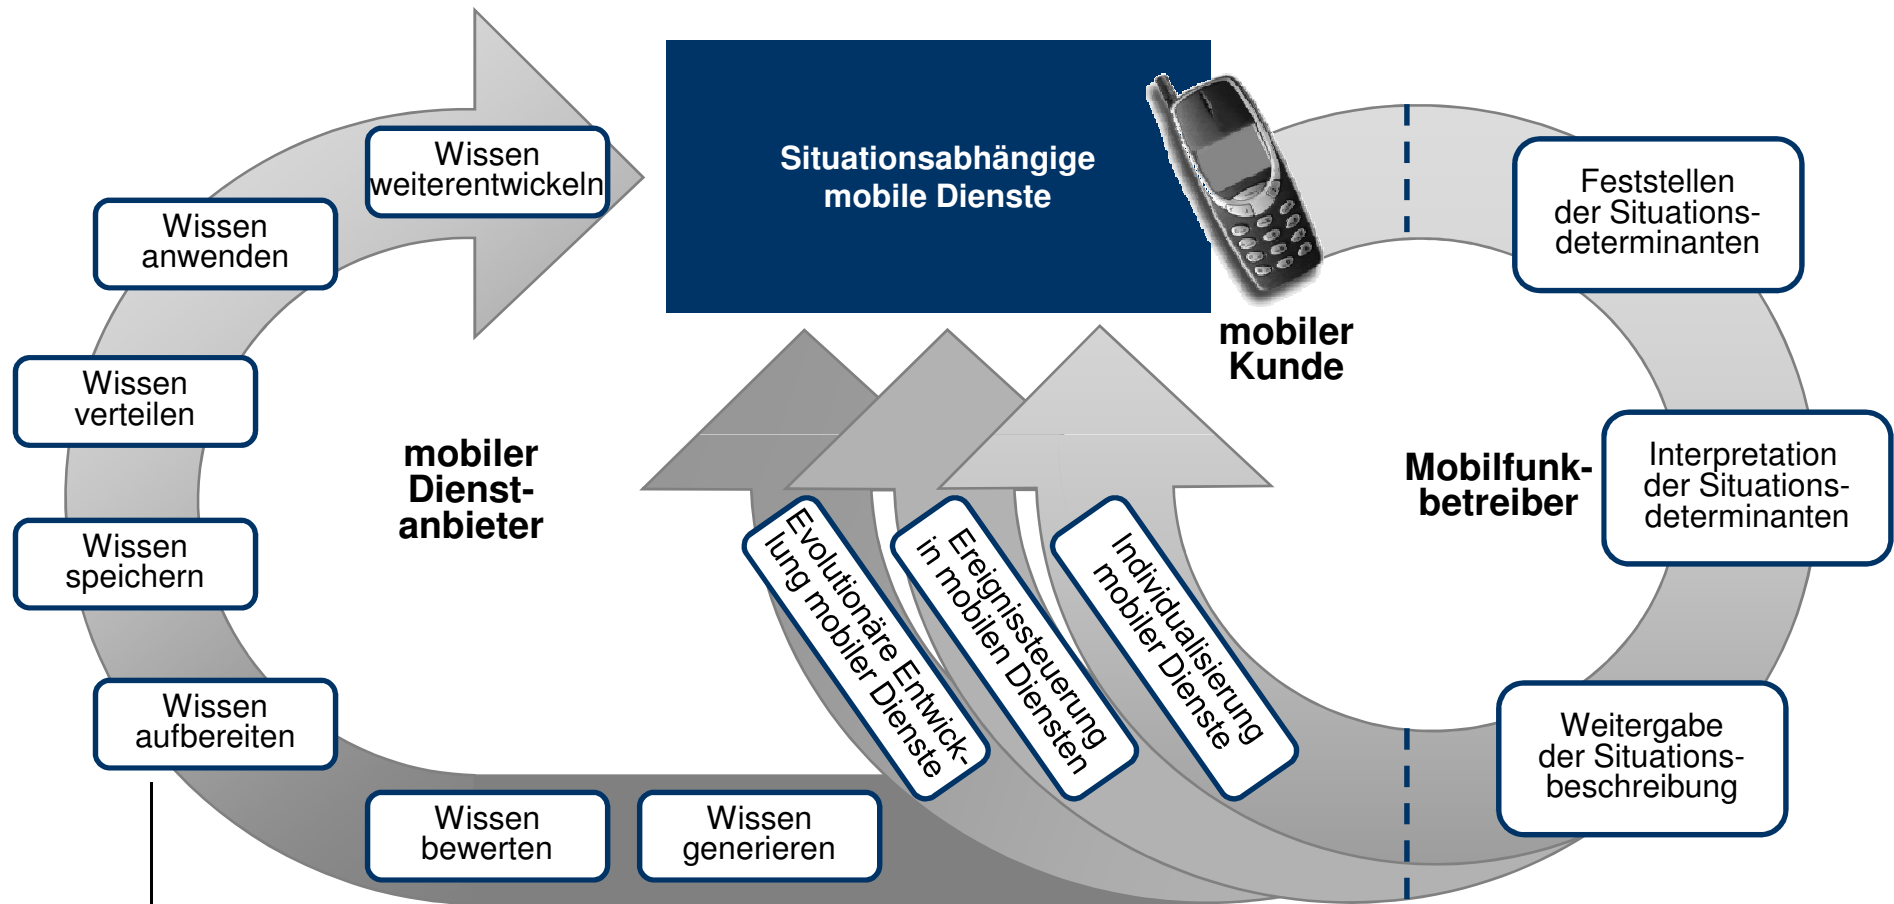 Wissen
weiterentwickeln
Wissen
anwenden
Wissen
verteilen
Wissen
speichern
Wissen
aufbereiten
Wissen
bewerten
Wissen
generieren
mobiler
Dienst-
anbieter
Situationsabhängige
mobile Dienste
mobiler
Kunde
Evolutionäre Entwick-
lung mobiler Dienste
Ereignissteuerung
in mobilen Diensten
Individualisierung
mobiler Dienste
Mobilfunk-
betreiber
Feststellen
der Situations-
determinanten
Interpretation
der Situations-
determinanten
Weitergabe
der Situations-
beschreibung